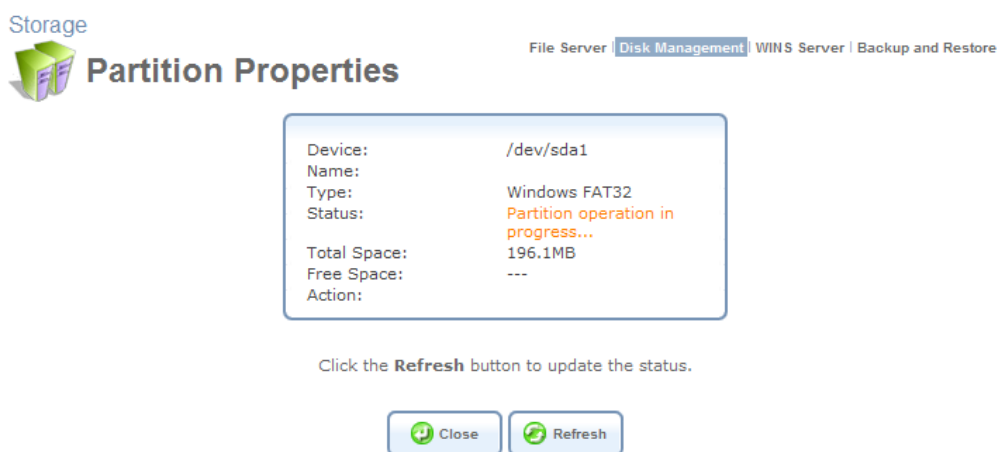 Storage
File Server | Disk Management | WINS Server | Backup and Restore
Partition Properties
Device: /dev/sda1
Name:
Type: Windows FAT32
Status: Partition operation in
progress...
Total Space: 196.1MB
Free Space: ---
Action:
Click the Refresh button to update the status.
Close Refresh